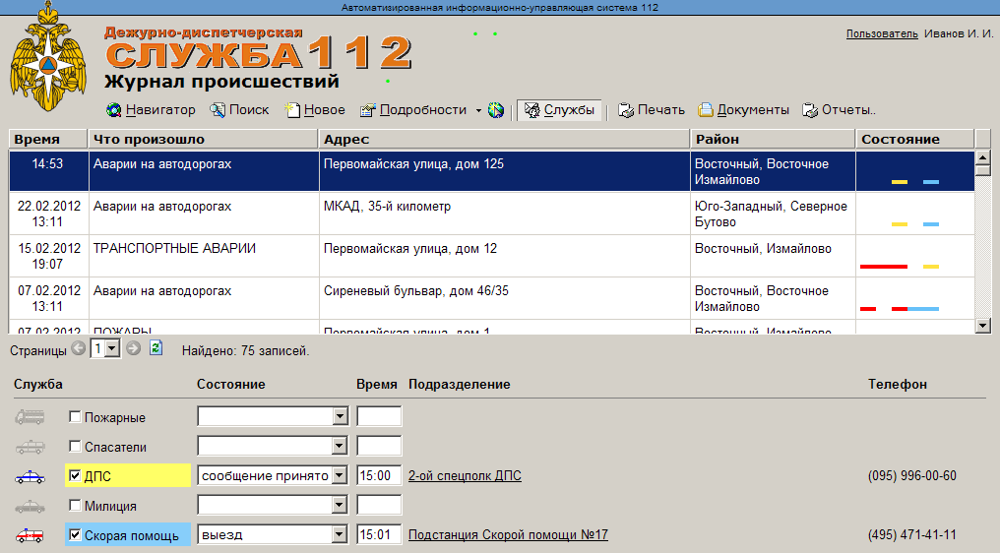 Автоматизированная информационно-управляющая система 112
Дежурно-диспетчерская
СЛУЖБА 112
Журнал происшествий
Пользователь Иванов И. И.
Навигатор Поиск Новое Подробности Службы Печать Документы Отчеты..
Время Что произошло Адрес Район Состояние
14:53 Аварии на автодорогах Первомайская улица, дом 125 Восточный, Восточное
Измайлово
22.02.2012 Аварии на автодорогах МКАД, 35-й километр Юго-Западный, Северное
13:11 Бутово
15.02.2012 ТРАНСПОРТНЫЕ АВАРИИ Первомайская улица, дом 12 Восточный, Измайлово
19:07
07.02.2012 Аварии на автодорогах Сиреневый бульвар, дом 46/35 Восточный, Восточное
13:11 Измайлово
07.02.2012 ПОЖАРЫ Первомайская улица, дом 1 Восточный, Восточное
Страницы 1 Найдено: 75 записей.
Служба Состояние Время Подразделение Телефон
Пожарные
Спасатели
ДПС сообщение принято 15:00 2-ой спецполк ДПС (095) 996-00-60
Милиция
Скорая помощь выезд 15:01 Подстанция Скорой помощи №17 (495) 471-41-11